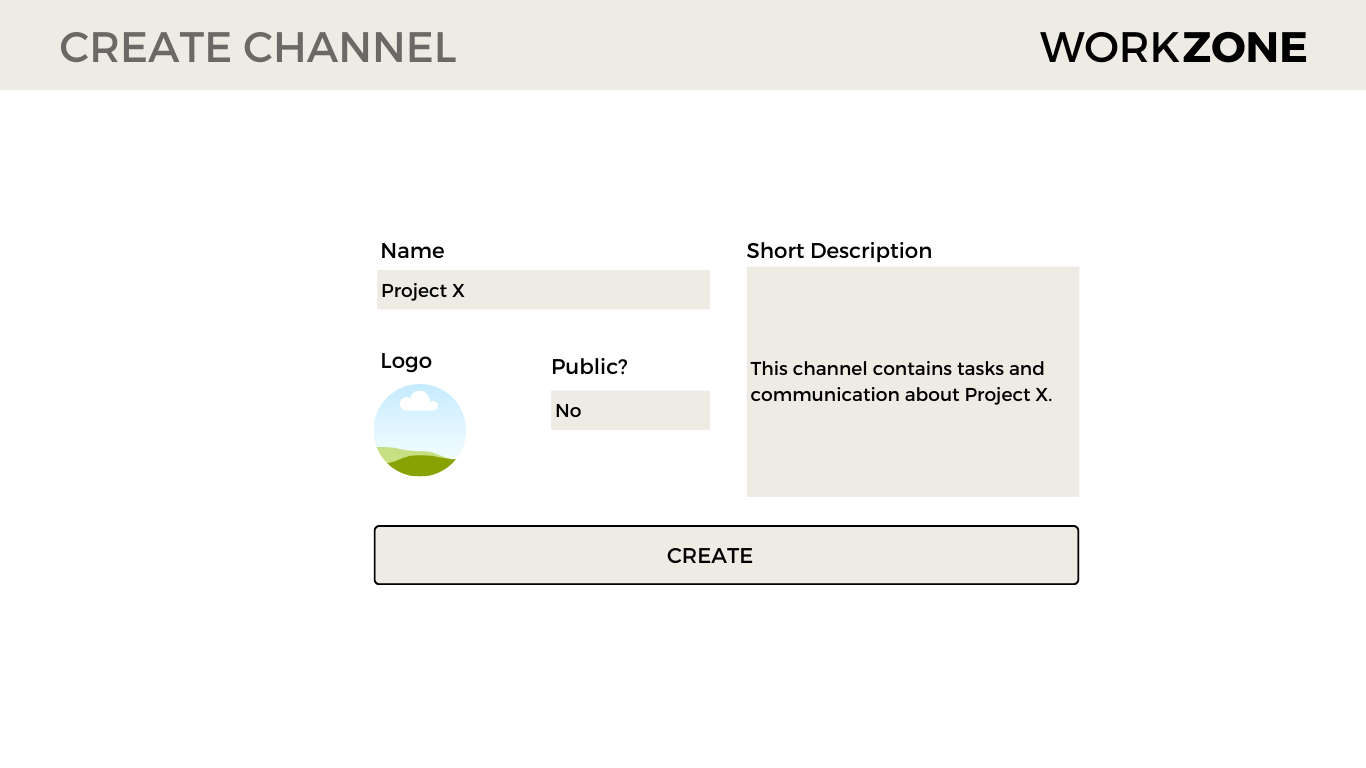 CREATE CHANNEL
WORKZONE
Name
Project X
Short Description
This channel contains tasks and
communication about Project X.
Logo
Public?
No
CREATE